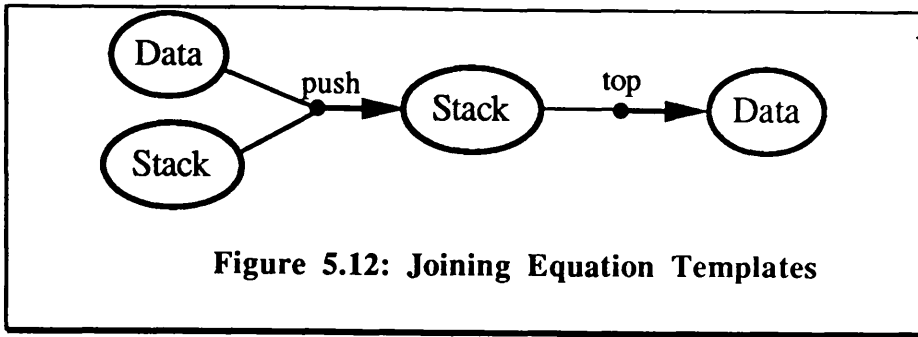 Data
push
top
Stack
Data
Stack
Figure 5.12: Joining Equation Templates